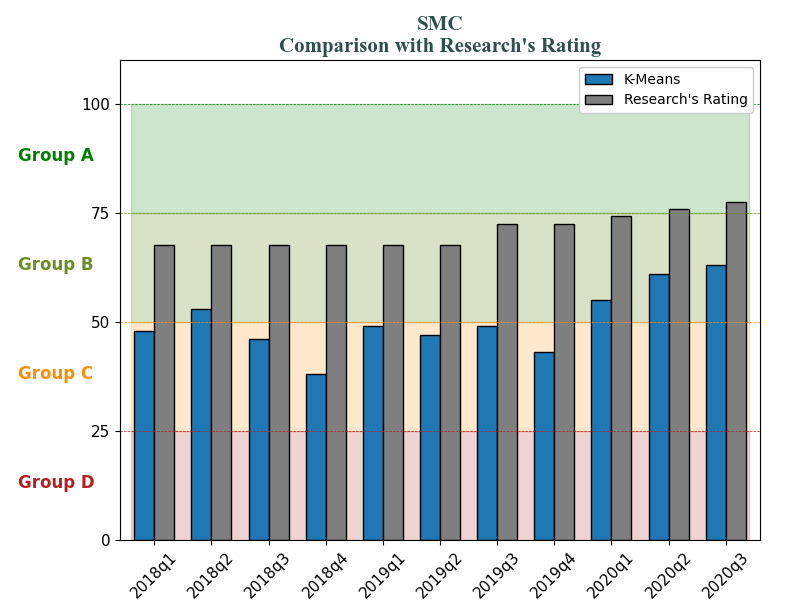 SMC
Comparison with Research's Rating
K-Means
Research's Rating
100
Group A
75
Group B
50
Group C
25
Group D
0
2018q1
2018q2
2018q3
2018q4
2019q1
2019q2
2019q3
2019q4
2020q1
2020q2
2020q3